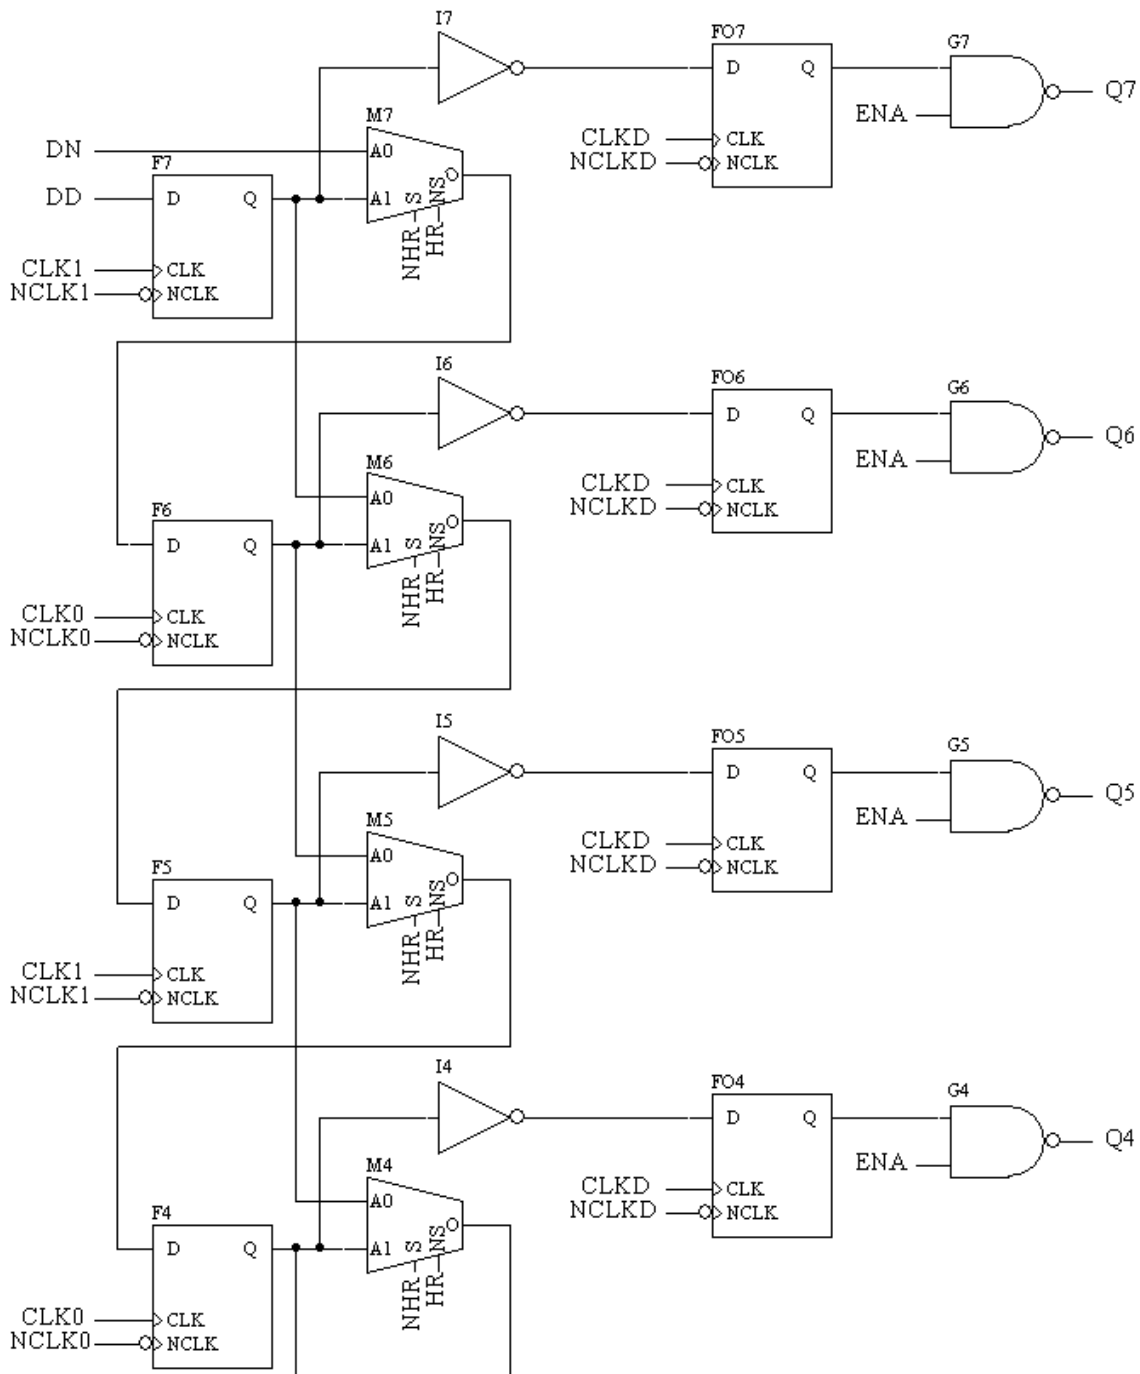 I7
FO7
G7
D Q
Q7
ENA
M7
CLKD CLK
NCLKD NCLK
DN A0
F7
O
DD D Q A1 S NS
NHR HR
CLK1 CLK
NCLK1 NCLK
I6
FO6
G6
D Q
Q6
ENA
M6
CLKD CLK
NCLKD NCLK
A0
F6
O
D Q A1 S NS
NHR HR
CLK0 CLK
NCLK0 NCLK
I5
FO5
G5
D Q
Q5
ENA
M5
CLKD CLK
NCLKD NCLK
A0
F5
O
D Q A1 S NS
NHR HR
CLK1 CLK
NCLK1 NCLK
I4
FO4
G4
D Q
Q4
ENA
M4
CLKD CLK
NCLKD NCLK
A0
F4
O
D Q A1 S NS
NHR HR
CLK0 CLK
NCLK0 NCLK